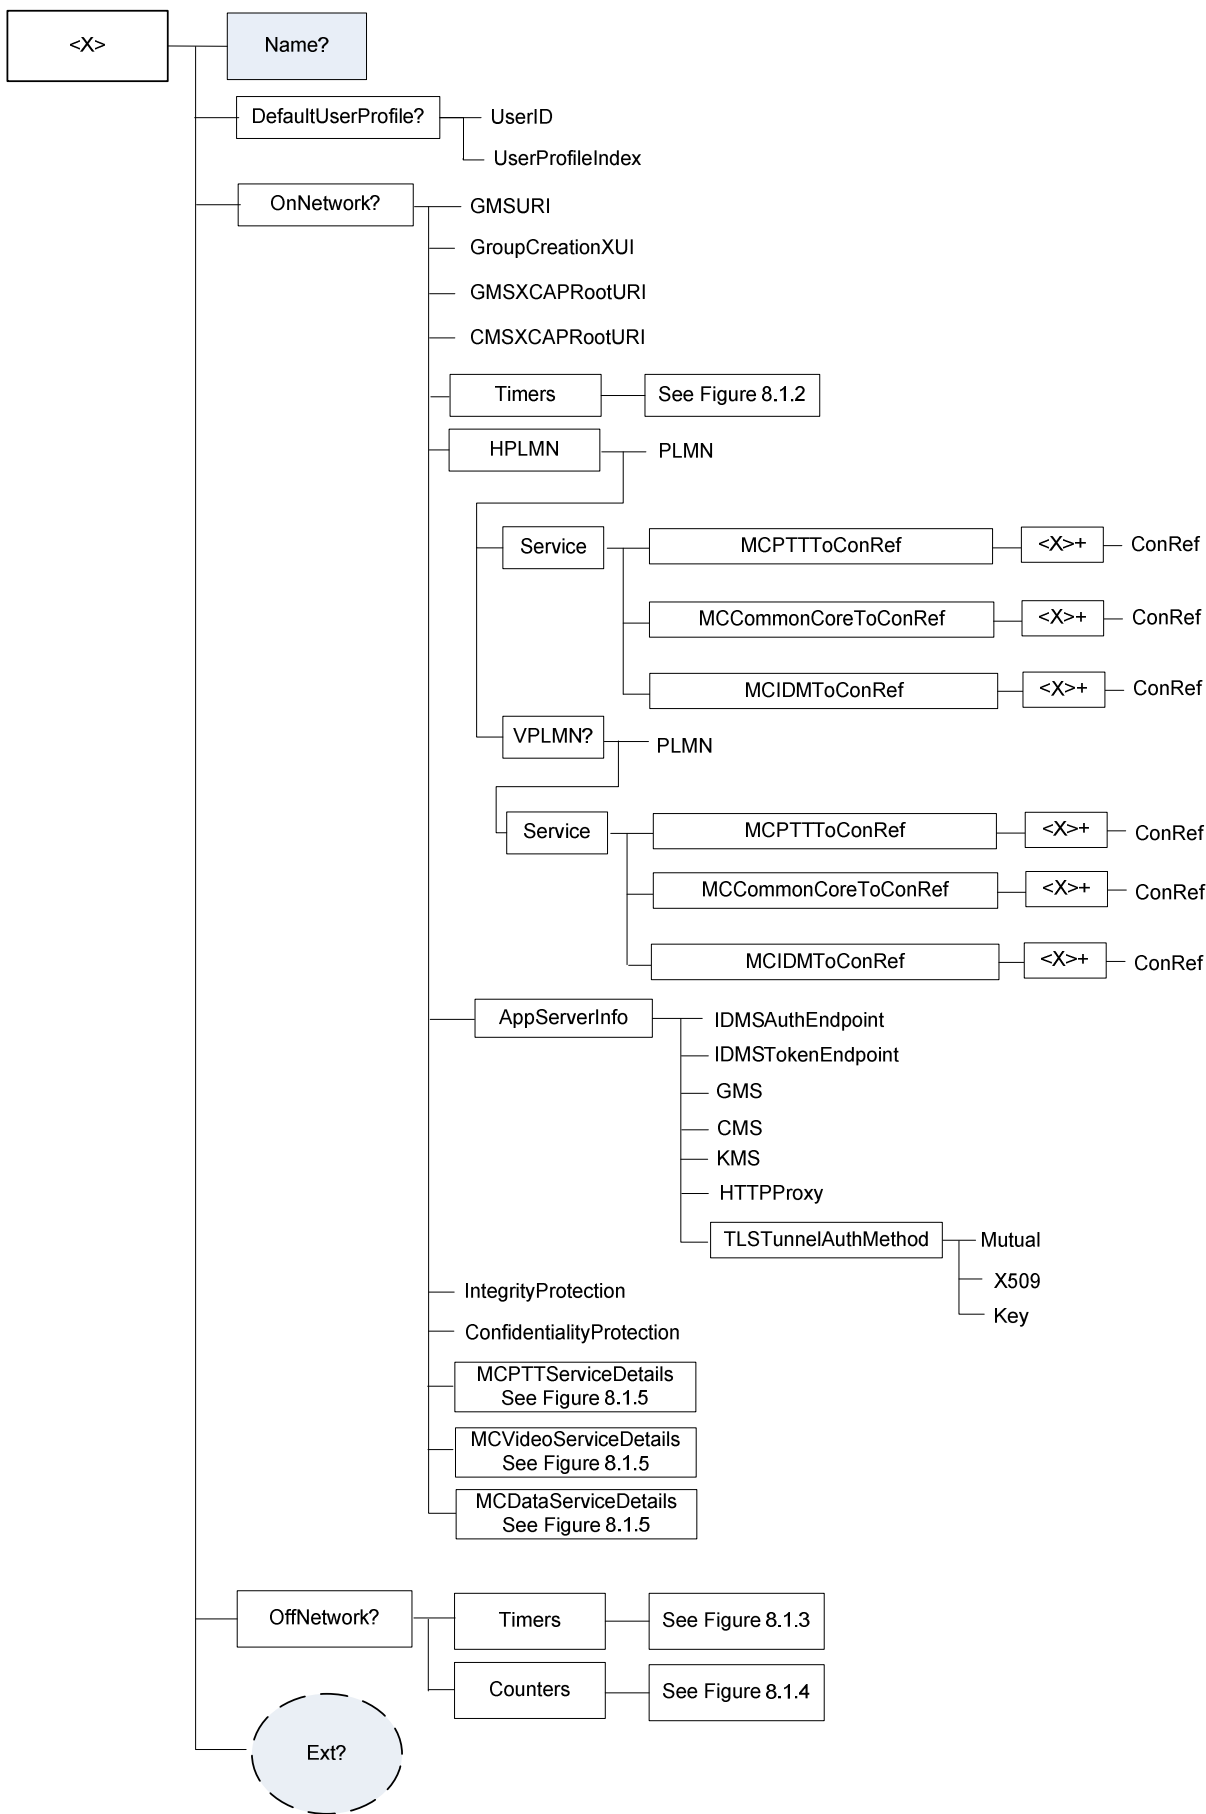 <X>
Name?
DefaultUserProfile?
UserID
UserProfileIndex
OnNetwork?
GMSURI
GroupCreationXUI
GMSXCAPRootURI
CMSXCAPRootURI
Timers
See Figure 8.1.2
HPLMN
PLMN
Service
MCPTTToConRef
<X>+
ConRef
MCCommonCoreToConRef
<X>+
ConRef
MCIDMToConRef
<X>+
ConRef
VPLMN?
PLMN
Service
MCPTTToConRef
<X>+
ConRef
MCCommonCoreToConRef
<X>+
ConRef
MCIDMToConRef
<X>+
ConRef
AppServerInfo
IDMSAuthEndpoint
IDMSTokenEndpoint
GMS
CMS
KMS
HTTPProxy
TLSTunnelAuthMethod
Mutual
X509
Key
IntegrityProtection
ConfidentialityProtection
MCPTTServiceDetails
See Figure 8.1.5
MCVideoServiceDetails
See Figure 8.1.5
MCDataServiceDetails
See Figure 8.1.5
OffNetwork?
Timers
See Figure 8.1.3
Counters
See Figure 8.1.4
Ext?